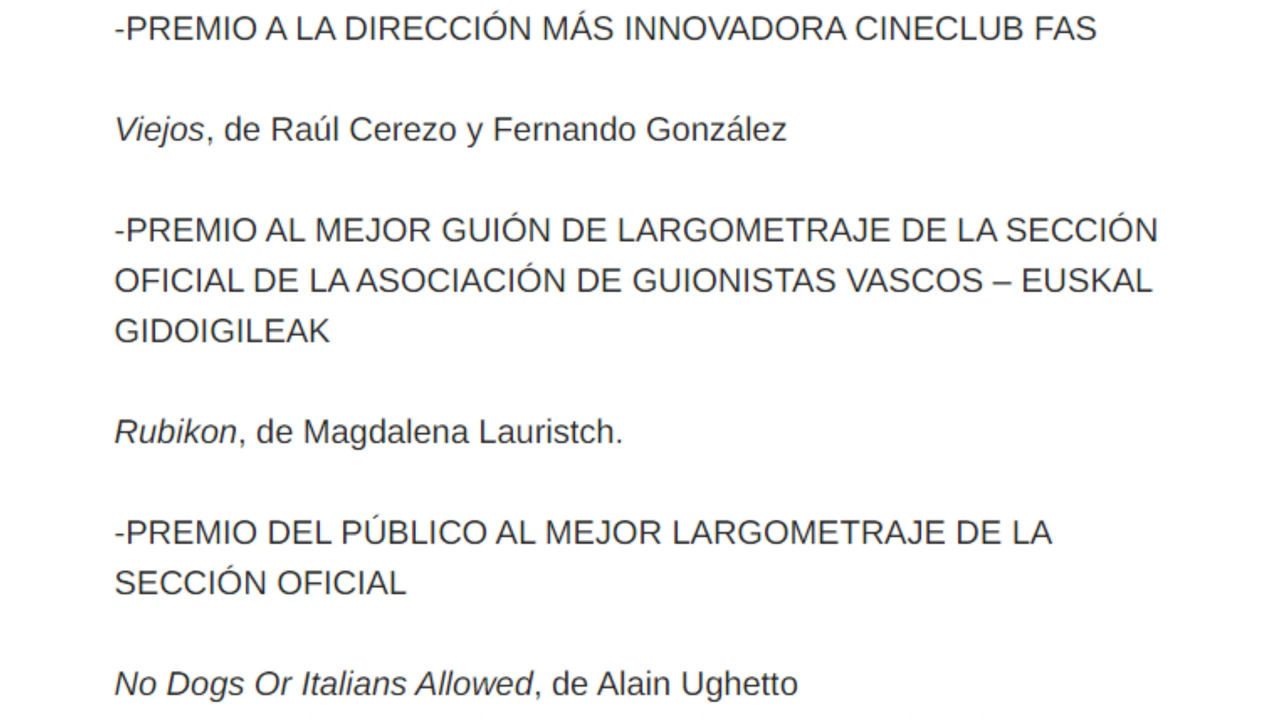 -PREMIO A LA DIRECCIÓN MÁS INNOVADORA CINECLUB FAS
Viejos, de Raúl Cerezo y Fernando González
-PREMIO AL MEJOR GUIÓN DE LARGOMETRAJE DE LA SECCIÓN
OFICIAL DE LA ASOCIACIÓN DE GUIONISTAS VASCOS – EUSKAL
GIDOIGILEAK
Rubikon, de Magdalena Lauristch.
-PREMIO DEL PÚBLICO AL MEJOR LARGOMETRAJE DE LA
SECCIÓN OFICIAL
No Dogs Or Italians Allowed, de Alain Ughetto